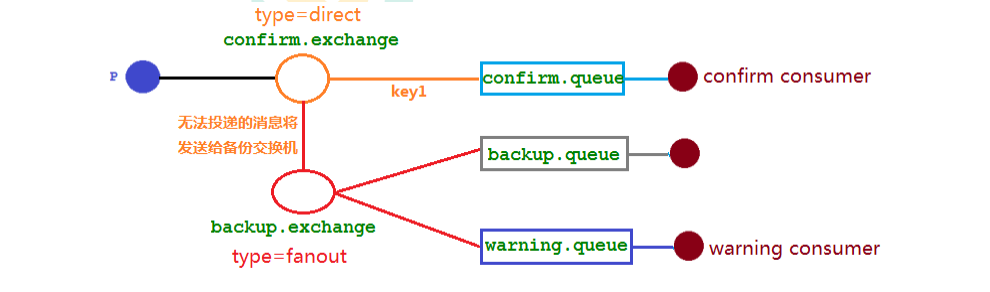 type=direct
confirm.exchange
P
key1
confirm.queue
confirm consumer
无法投递的消息将
发送给备份交换机
backup.queue
backup.exchange
type=fanout
warning.queue
warning consumer